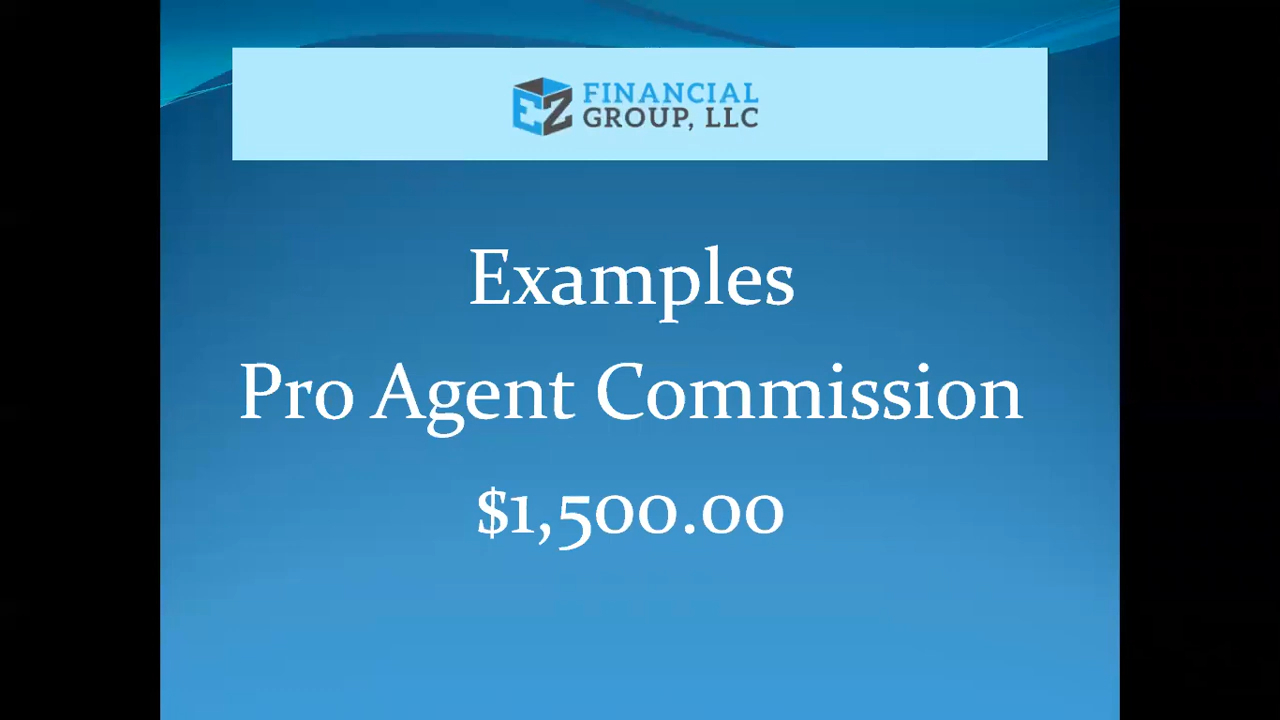 EZ FINANCIAL
GROUP, LLC
Examples
Pro Agent Commission
$1,500.00